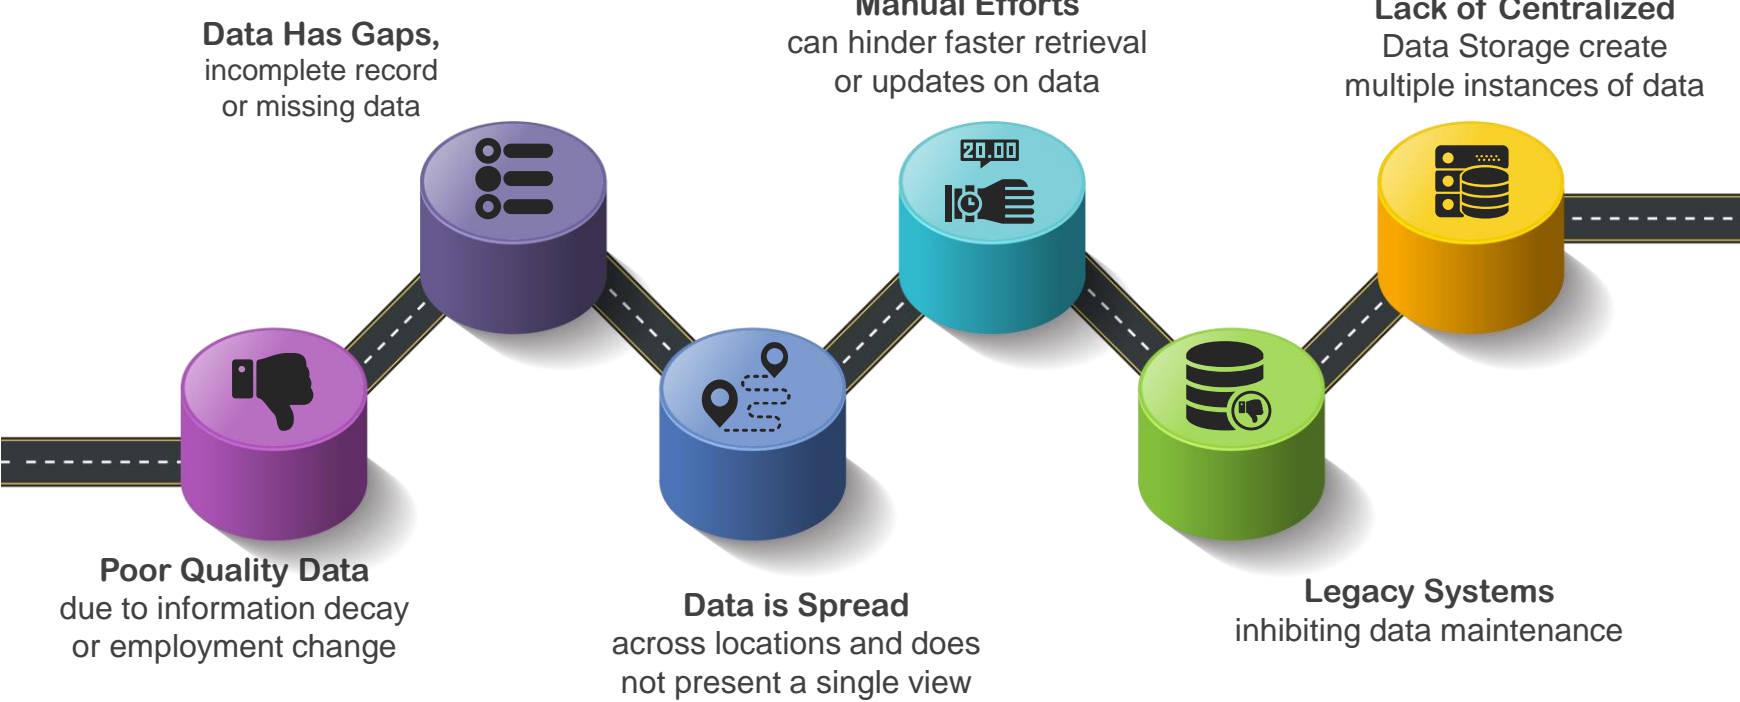 Data Has Gaps,
incomplete record
or missing data
Manual Efforts
can hinder faster retrieval
or updates on data
Lack of Centralized
Data Storage create
multiple instances of data
20.00
Poor Quality Data
due to information decay
or employment change
Data is Spread
across locations and does
not present a single view
Legacy Systems
inhibiting data maintenance